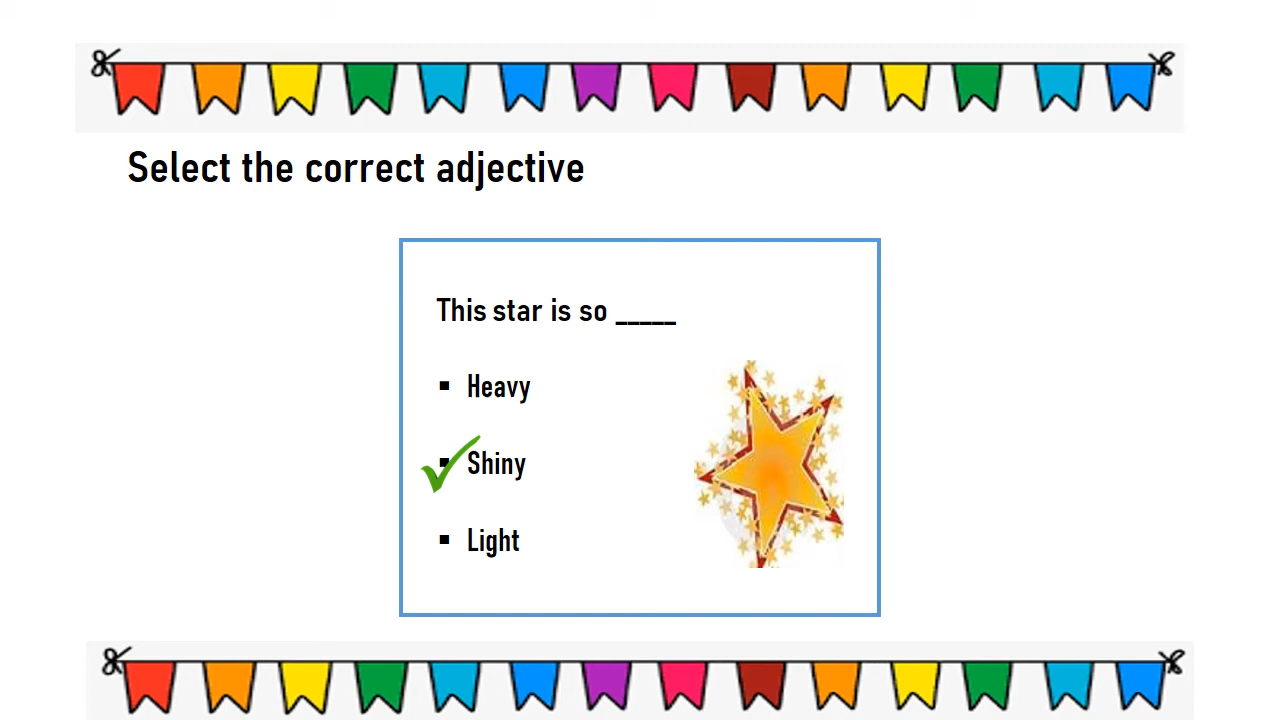 Select the correct adjective
This star is so _____
▪ Heavy
▪ Shiny
▪ Light